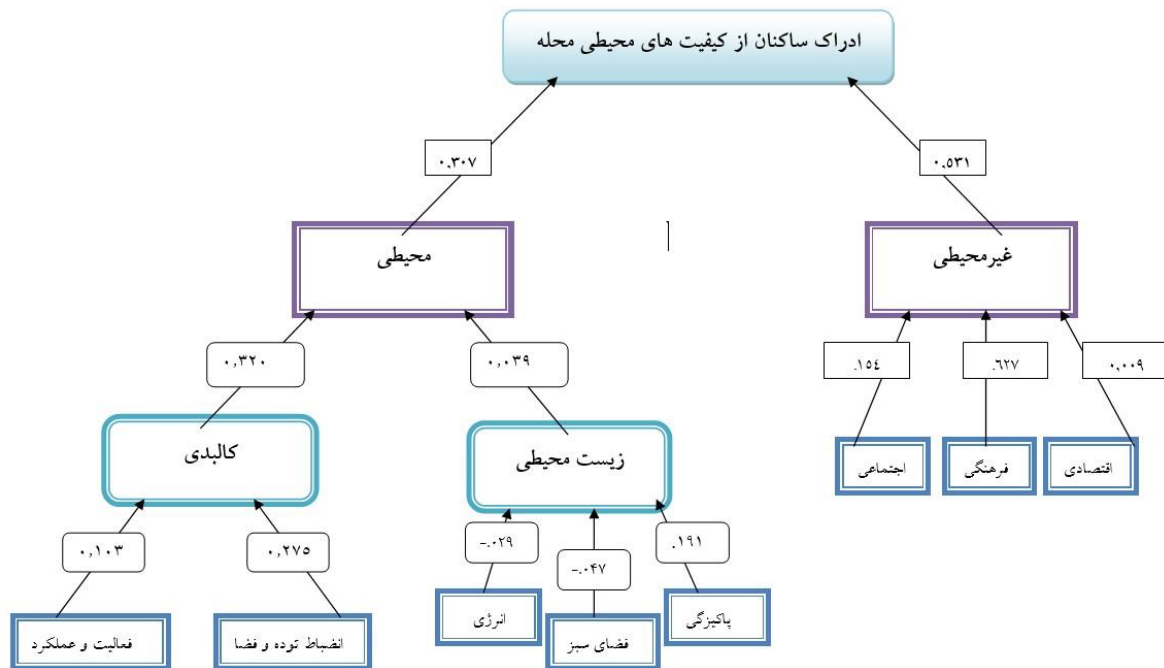 ادراک ساکنان از کیفیت های محیطی محله
۰,۵۳۱
۰,۳۰۷
غیرمحیطی
محیطی
۰,۰۰۹
.۶۲۷
.۱۵٤
۰,۰۳۹
۰,۳۲۰
اقتصادی
فرهنگی
اجتماعی
زیست محیطی
کالبدی
.۱۹۱
-.۰۴۷
-.۰۲۹
۰,۲۷۵
۰,۱۰۳
پاکیزگی
فضای سبز
انرژی
انضباط توده و فضا
فعالیت و عملکرد